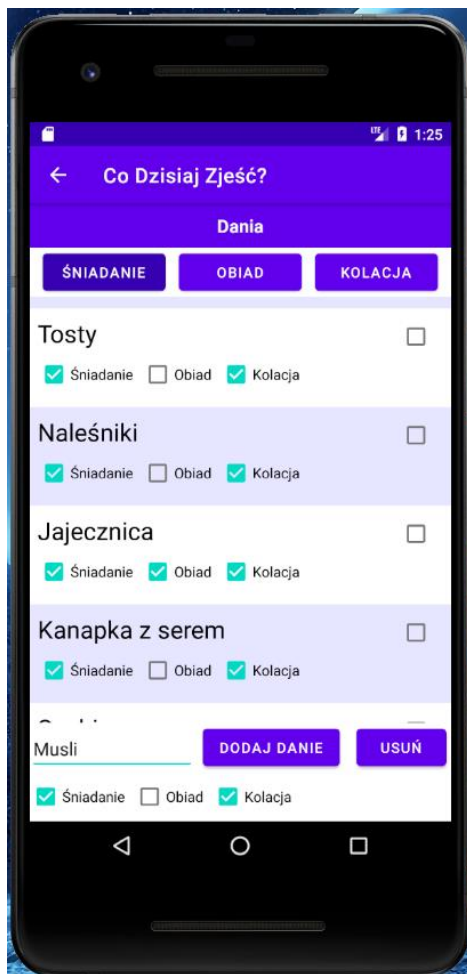 LTE 1:25
Co Dzisiaj Zjeść?
Dania
ŚNIADANIE OBIAD KOLACJA
Tosty
Śniadanie Obiad Kolacja
Naleśniki
Śniadanie Obiad Kolacja
Jajecznica
Śniadanie Obiad Kolacja
Kanapka z serem
Śniadanie Obiad Kolacja
Musli DODAJ DANIE USUŃ
Śniadanie Obiad Kolacja